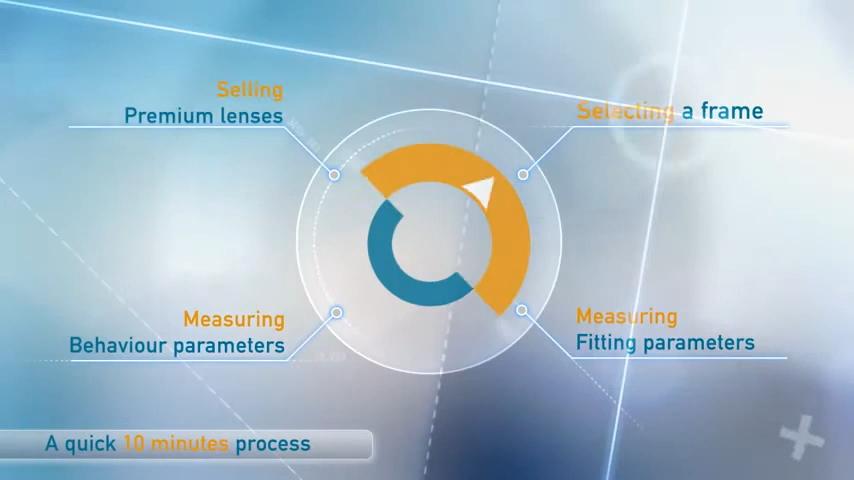 Selling
Premium lenses
Selecting a frame
Measuring
Behaviour parameters
Measuring
Fitting parameters
A quick 10 minutes process